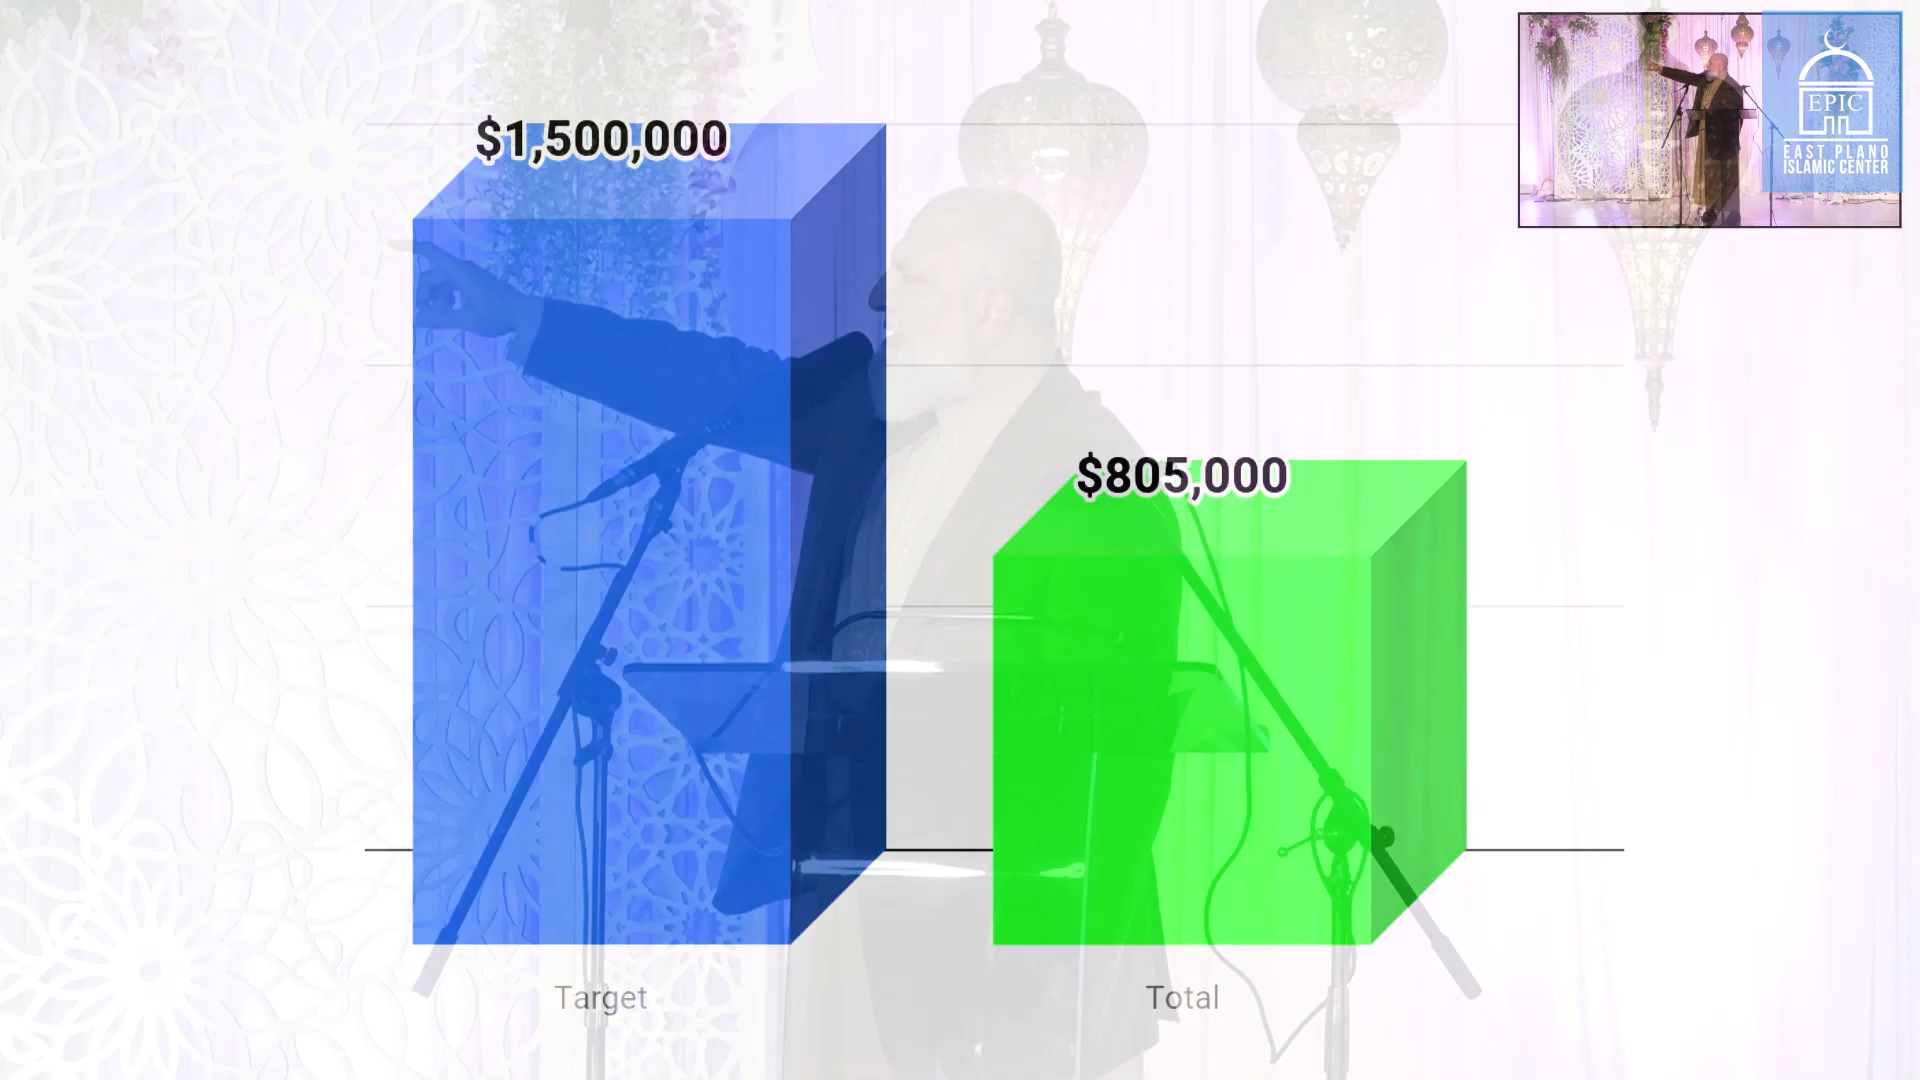 $1,500,000
$805,000
Target
Total
EPIC
EAST PLANO
ISLAMIC CENTER